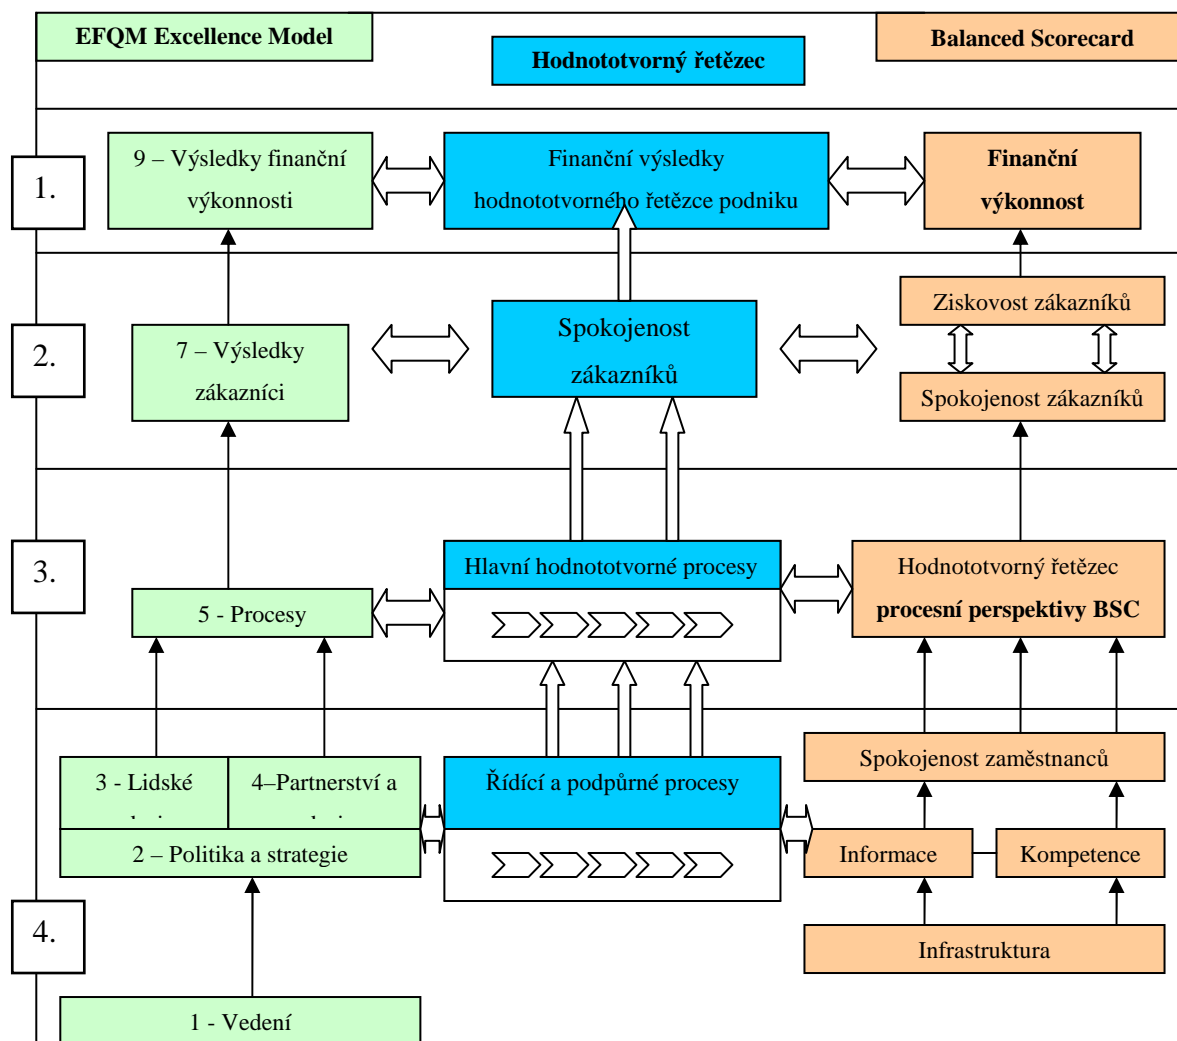 EFQM Excellence Model
Hodnototvorný řetězec
Balanced Scorecard
1.
9 – Výsledky finanční
výkonnosti
Finanční výsledky
hodnototvorného řetězce podniku
Finanční
výkonnost
2.
7 – Výsledky
zákazníci
Spokojenost
zákazníků
Ziskovost zákazníků
Spokojenost zákazníků
3.
5 - Procesy
Hlavní hodnototvorné procesy
Hodnototvorný řetězec
procesní perspektivy BSC
4.
3 - Lidské
4–Partnerství a
2 – Politika a strategie
1 - Vedení
Řídící a podpůrné procesy
Spokojenost zaměstnanců
Informace
Kompetence
Infrastruktura